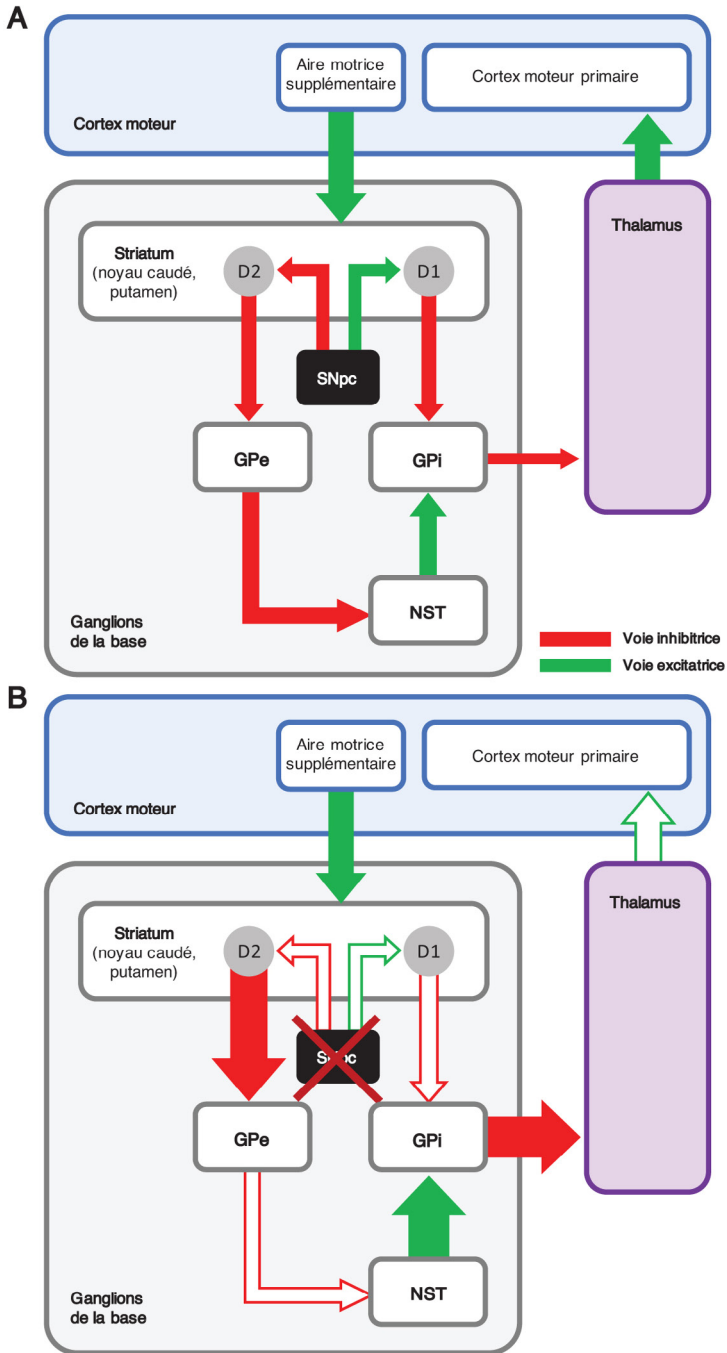 A
Aire motrice
supplémentaire
Cortex moteur primaire
Cortex moteur
Thalamus
Striatum
(noyau caudé,
putamen)
D2
D1
SNpc
GPe
GPi
NST
Ganglions
de la base
Voie inhibitrice
Voie excitatrice
B
Aire motrice
supplémentaire
Cortex moteur primaire
Cortex moteur
Thalamus
Striatum
(noyau caudé,
putamen)
D2
D1
SNpc
GPe
GPi
NST
Ganglions
de la base